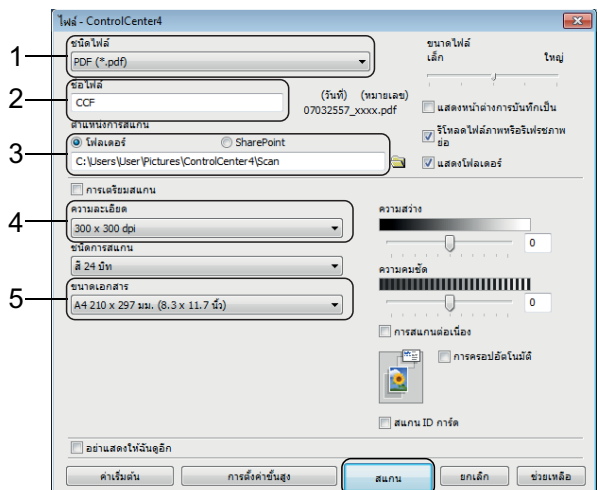 ไฟล์ - ControlCenter4
1
ชนิดไฟล์
PDF (*.pdf)
ขนาดไฟล์
เล็ก ใหญ่
2
ชื่อไฟล์
CCF
(วันที่) (หมายเลข)
07032557_xxxx.pdf
แสดงหน้าต่างการบันทึกเป็น
ตำแหน่งการสแกน
3
โฟลเดอร์ SharePoint
C:\Users\User\Pictures\ControlCenter4\Scan
รีโหลดไฟล์ภาพหรือรีเฟรชภาพ
ย่อ
แสดงโฟลเดอร์
การเตรียมสแกน
4
ความละเอียด
300 x 300 dpi
ความสว่าง
0
ชนิดการสแกน
สี 24 บิท
5
ขนาดเอกสาร
A4 210 x 297 มม. (8.3 x 11.7 นิ้ว)
ความคมชัด
0
การสแกนต่อเนื่อง
การครอปอัตโนมัติ
สแกน ID การ์ด
อย่าแสดงให้ฉันดูอีก
ค่าเริ่มต้น การตั้งค่าขั้นสูง สแกน ยกเลิก ช่วยเหลือ